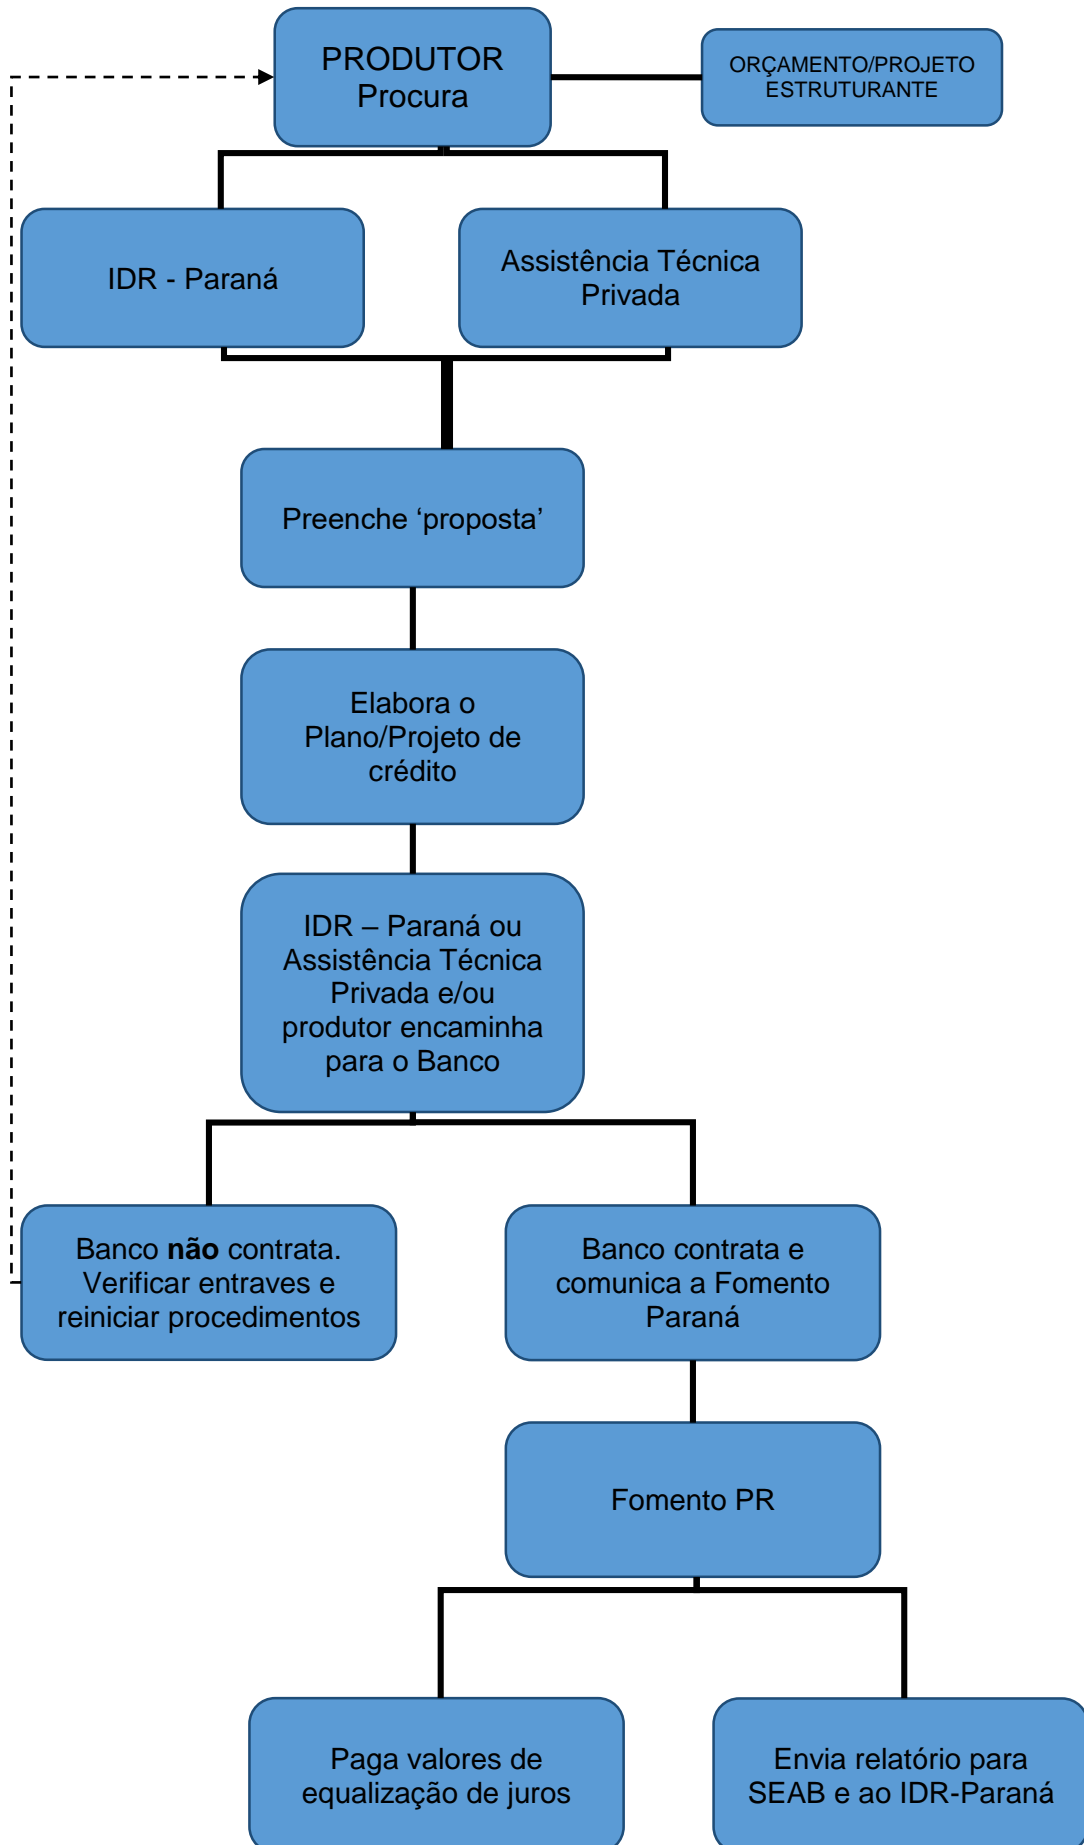 PRODUTOR
Procura
ORÇAMENTO/PROJETO
ESTRUTURANTE
IDR - Paraná
Assistência Técnica
Privada
Preenche ‘proposta’
Elabora o
Plano/Projeto de
crédito
IDR – Paraná ou
Assistência Técnica
Privada e/ou
produtor encaminha
para o Banco
Banco não contrata.
Verificar entraves e
reiniciar procedimentos
Banco contrata e
comunica a Fomento
Paraná
Fomento PR
Paga valores de
equalização de juros
Envia relatório para
SEAB e ao IDR-Paraná